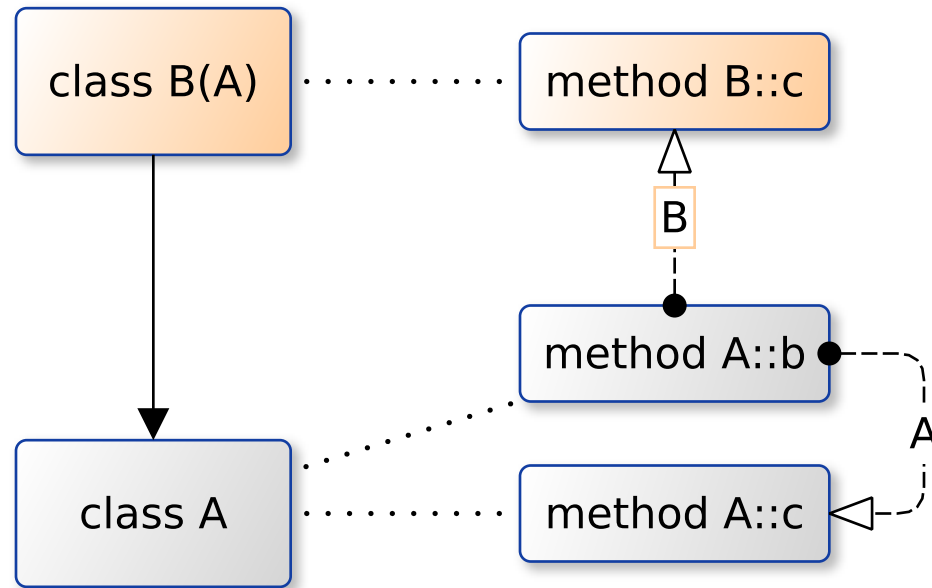 class B(A)
method B::c
B
method A::b
A
class A
method A::c